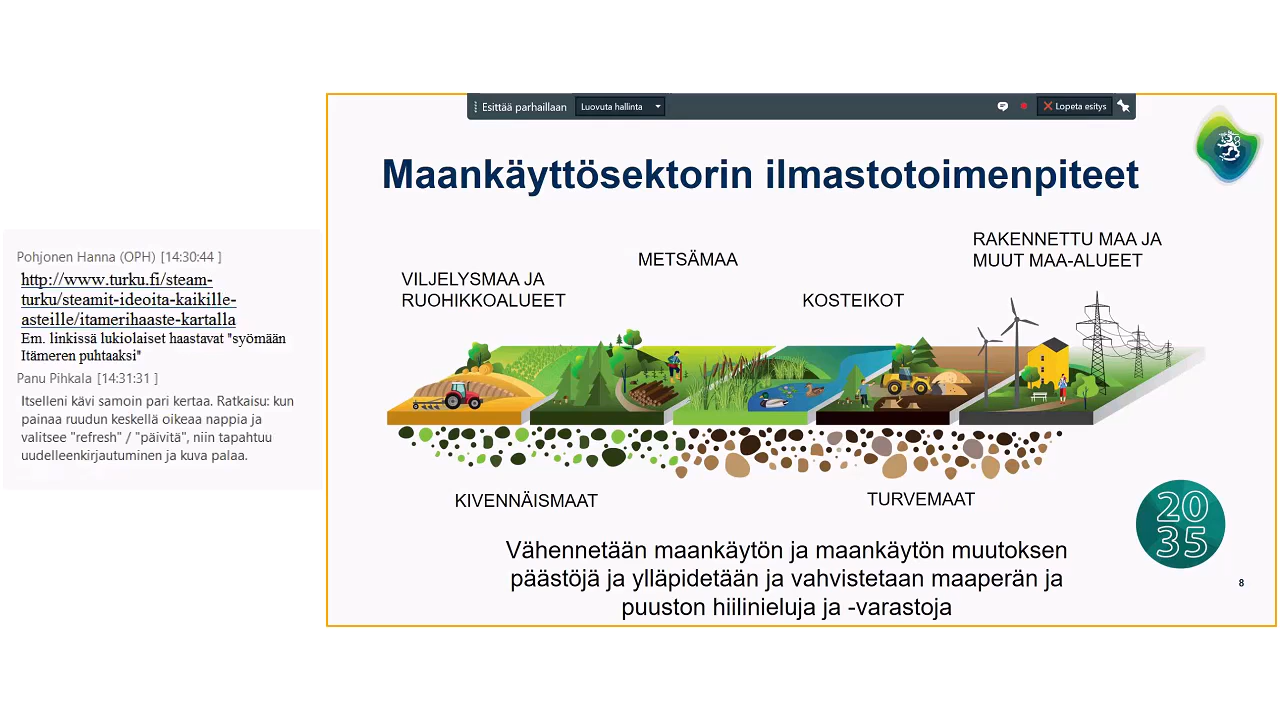 Pohjonen Hanna (OPH) [14:30:44 ]
http://www.turku.fi/steam-
turku/steamit-ideoita-kaikille-
asteille/itamerihaaste-kartalla
Em. linkissä lukiolaiset haastavat "syömään
Itämeren puhtaaksi"
Panu Pihkala [14:31:31 ]
Itselleni kävi samoin pari kertaa. Ratkaisu: kun
painaa ruudun keskellä oikeaa nappia ja
valitsee "refresh" / "päivitä", niin tapahtuu
uudelleenkirjautuminen ja kuva palaa.
Esittää parhaillaan
Luovuta hallinta
Lopeta esitys
Maankäyttösektorin ilmastotoimenpiteet
VILJELYSMAA JA
RUOHIKKOALUEET
METSÄMAA
KOSTEIKOT
RAKENNETTU MAA JA
MUUT MAA-ALUEET
KIVENNÄISMAAT
TURVEMAAT
Vähennetään maankäytön ja maankäytön muutoksen
päästöjä ja ylläpidetään ja vahvistetaan maaperän ja
puuston hiilinieluja ja -varastoja
20
35
8